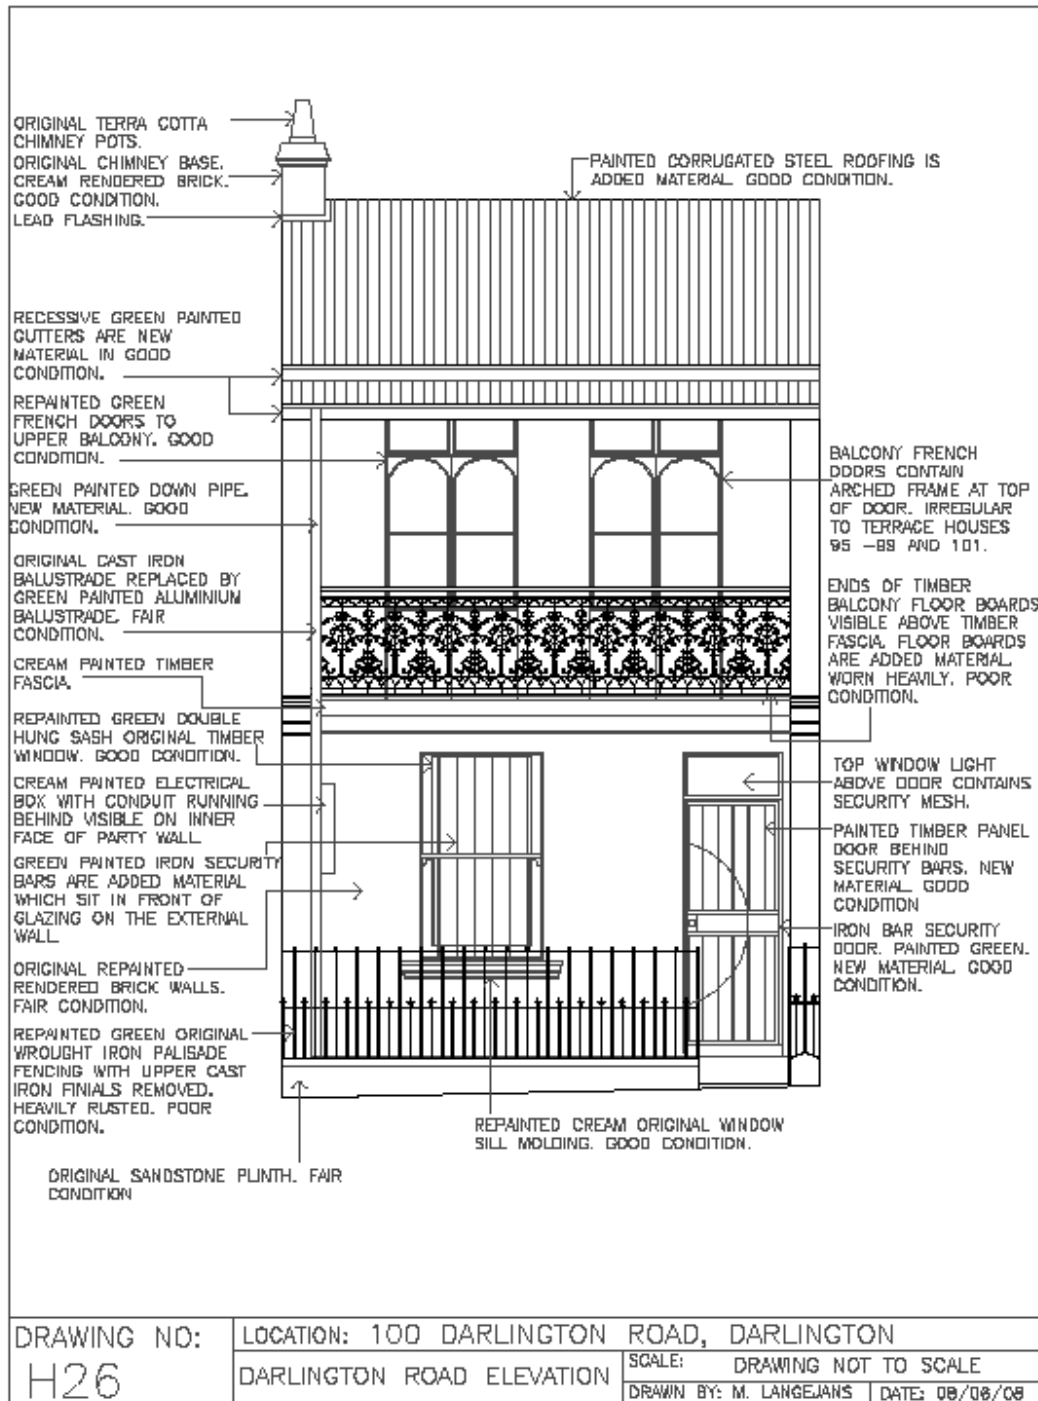 ORIGINAL TERRA COTTA
CHIMNEY POTS.
ORIGINAL CHIMNEY BASE.
CREAM RENDERED BRICK.
GOOD CONDITION.
LEAD FLASHING.
PAINTED CORRUGATED STEEL ROOFING IS
ADDED MATERIAL. GOOD CONDITION.
RECESSIVE GREEN PAINTED
GUTTERS ARE NEW
MATERIAL IN GOOD
CONDITION.
REPAINTED GREEN
FRENCH DOORS TO
UPPER BALCONY. GOOD
CONDITION.
GREEN PAINTED DOWN PIPE.
NEW MATERIAL. GOOD
CONDITION.
ORIGINAL CAST IRON
BALUSTRADE REPLACED BY
GREEN PAINTED ALUMINIUM
BALUSTRADE. FAIR
CONDITION.
CREAM PAINTED TIMBER
FASCIA.
REPAINTED GREEN DOUBLE
HUNG SASH ORIGINAL TIMBER
WINDOW. GOOD CONDITION.
CREAM PAINTED ELECTRICAL
BOX WITH CONDUIT RUNNING
BEHIND VISIBLE ON INNER
FACE OF PARTY WALL
GREEN PAINTED IRON SECURITY
BARS ARE ADDED MATERIAL
WHICH SIT IN FRONT OF
GLAZING ON THE EXTERNAL
WALL
ORIGINAL REPAINTED
RENDERED BRICK WALLS.
FAIR CONDITION.
REPAINTED GREEN ORIGINAL
WROUGHT IRON PALISADE
FENCING WITH UPPER CAST
IRON FINIALS REMOVED.
HEAVILY RUSTED. POOR
CONDITION.
ORIGINAL SANDSTONE PLINTH. FAIR
CONDITION
BALCONY FRENCH
DOORS CONTAIN
ARCHED FRAME AT TOP
OF DOOR. IRREGULAR
TO TERRACE HOUSES
95 -99 AND 101.
ENDS OF TIMBER
BALCONY FLOOR BOARDS
VISIBLE ABOVE TIMBER
FASCIA. FLOOR BOARDS
ARE ADDED MATERIAL.
WORN HEAVILY. POOR
CONDITION.
TOP WINDOW LIGHT
ABOVE DOOR CONTAINS
SECURITY MESH.
PAINTED TIMBER PANEL
DOOR BEHIND
SECURITY BARS. NEW
MATERIAL. GOOD
CONDITION
IRON BAR SECURITY
DOOR. PAINTED GREEN.
NEW MATERIAL. GOOD
CONDITION.
REPAINTED CREAM ORIGINAL WINDOW
SILL MOLDING. GOOD CONDITION.
DRAWING NO:
H26
LOCATION: 100 DARLINGTON ROAD, DARLINGTON
DARLINGTON ROAD ELEVATION
SCALE: DRAWING NOT TO SCALE
DRAWN BY: M. LANGEJANS
DATE: 08/06/08